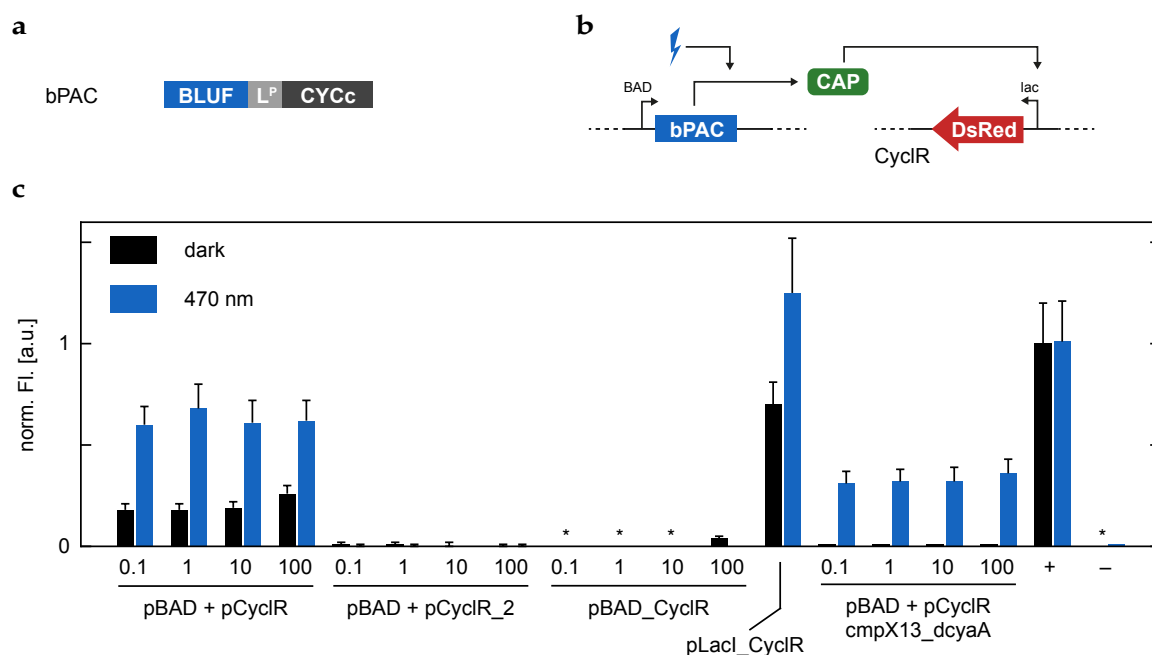 a
bPAC
BLUF L^P CYCc
b
BAD
bPAC
CAP
lac
DsRed
CyclR
c
dark
470 nm
norm. Fl. [a.u.]
1
0
* * * *
0.1 1 10 100 0.1 1 10 100 0.1 1 10 100 0.1 1 10 100 + –
pBAD + pCyclR
pBAD + pCyclR_2
pBAD_CyclR
pLacI_CyclR
pBAD + pCyclR
cmpX13_dcyaA